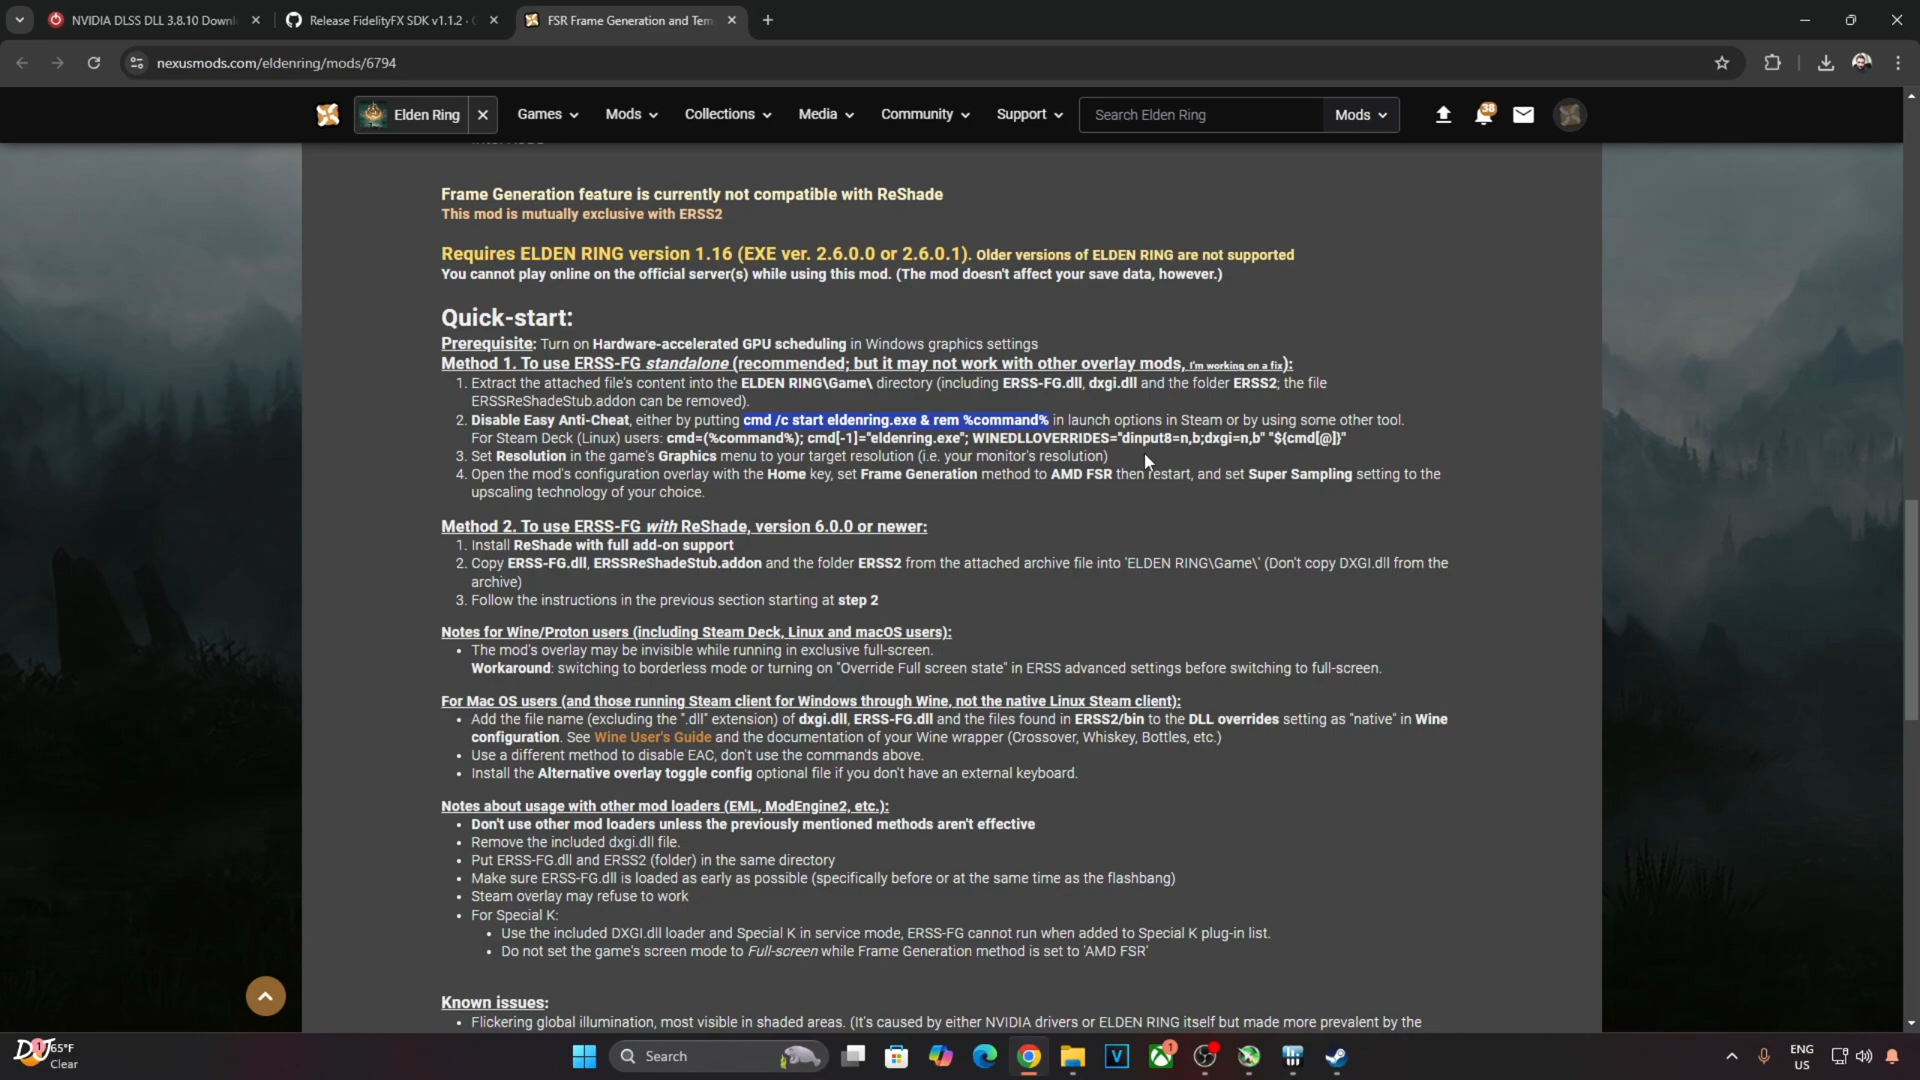 NVIDIA DLSS DLL 3.8.10 Downl
Release FidelityFX SDK v1.1.2 ·
FSR Frame Generation and Tem
nexusmods.com/eldenring/mods/6794
Elden Ring
Games
Mods
Collections
Media
Community
Support
Search Elden Ring
Mods
38
Frame Generation feature is currently not compatible with ReShade
This mod is mutually exclusive with ERSS2
Requires ELDEN RING version 1.16 (EXE ver. 2.6.0.0 or 2.6.0.1). Older versions of ELDEN RING are not supported
You cannot play online on the official server(s) while using this mod. (The mod doesn't affect your save data, however.)
Quick-start:
Prerequisite: Turn on Hardware-accelerated GPU scheduling in Windows graphics settings
Method 1. To use ERSS-FG standalone (recommended; but it may not work with other overlay mods, I'm working on a fix):
1. Extract the attached file's content into the ELDEN RING\Game\ directory (including ERSS-FG.dll, dxgi.dll and the folder ERSS2; the file
ERSSReShadeStub.addon can be removed).
2. Disable Easy Anti-Cheat, either by putting cmd /c start eldenring.exe & rem %command% in launch options in Steam or by using some other tool.
For Steam Deck (Linux) users: cmd=(%command%); cmd[-1]="eldenring.exe"; WINEDLLOVERRIDES="dinput8=n,b;dxgi=n,b" "${cmd[@]}"
3. Set Resolution in the game's Graphics menu to your target resolution (i.e. your monitor's resolution)
4. Open the mod's configuration overlay with the Home key, set Frame Generation method to AMD FSR then restart, and set Super Sampling setting to the
upscaling technology of your choice.
Method 2. To use ERSS-FG with ReShade, version 6.0.0 or newer:
1. Install ReShade with full add-on support
2. Copy ERSS-FG.dll, ERSSReShadeStub.addon and the folder ERSS2 from the attached archive file into 'ELDEN RING\Game\' (Don't copy DXGI.dll from the
archive)
3. Follow the instructions in the previous section starting at step 2
Notes for Wine/Proton users (including Steam Deck, Linux and macOS users):
• The mod's overlay may be invisible while running in exclusive full-screen.
Workaround: switching to borderless mode or turning on "Override Full screen state" in ERSS advanced settings before switching to full-screen.
For Mac OS users (and those running Steam client for Windows through Wine, not the native Linux Steam client):
• Add the file name (excluding the ".dll" extension) of dxgi.dll, ERSS-FG.dll and the files found in ERSS2/bin to the DLL overrides setting as "native" in Wine
configuration. See Wine User's Guide and the documentation of your Wine wrapper (Crossover, Whiskey, Bottles, etc.)
• Use a different method to disable EAC, don't use the commands above.
• Install the Alternative overlay toggle config optional file if you don't have an external keyboard.
Notes about usage with other mod loaders (EML, ModEngine2, etc.):
• Don't use other mod loaders unless the previously mentioned methods aren't effective
• Remove the included dxgi.dll file.
• Put ERSS-FG.dll and ERSS2 (folder) in the same directory
• Make sure ERSS-FG.dll is loaded as early as possible (specifically before or at the same time as the flashbang)
• Steam overlay may refuse to work
• For Special K:
• Use the included DXGI.dll loader and Special K in service mode, ERSS-FG cannot run when added to Special K plug-in list.
• Do not set the game's screen mode to Full-screen while Frame Generation method is set to 'AMD FSR'
Known issues:
• Flickering global illumination, most visible in shaded areas. (It's caused by either NVIDIA drivers or ELDEN RING itself but made more prevalent by the
DJ
1
65°F
Clear
Search
V
1
ENG
US